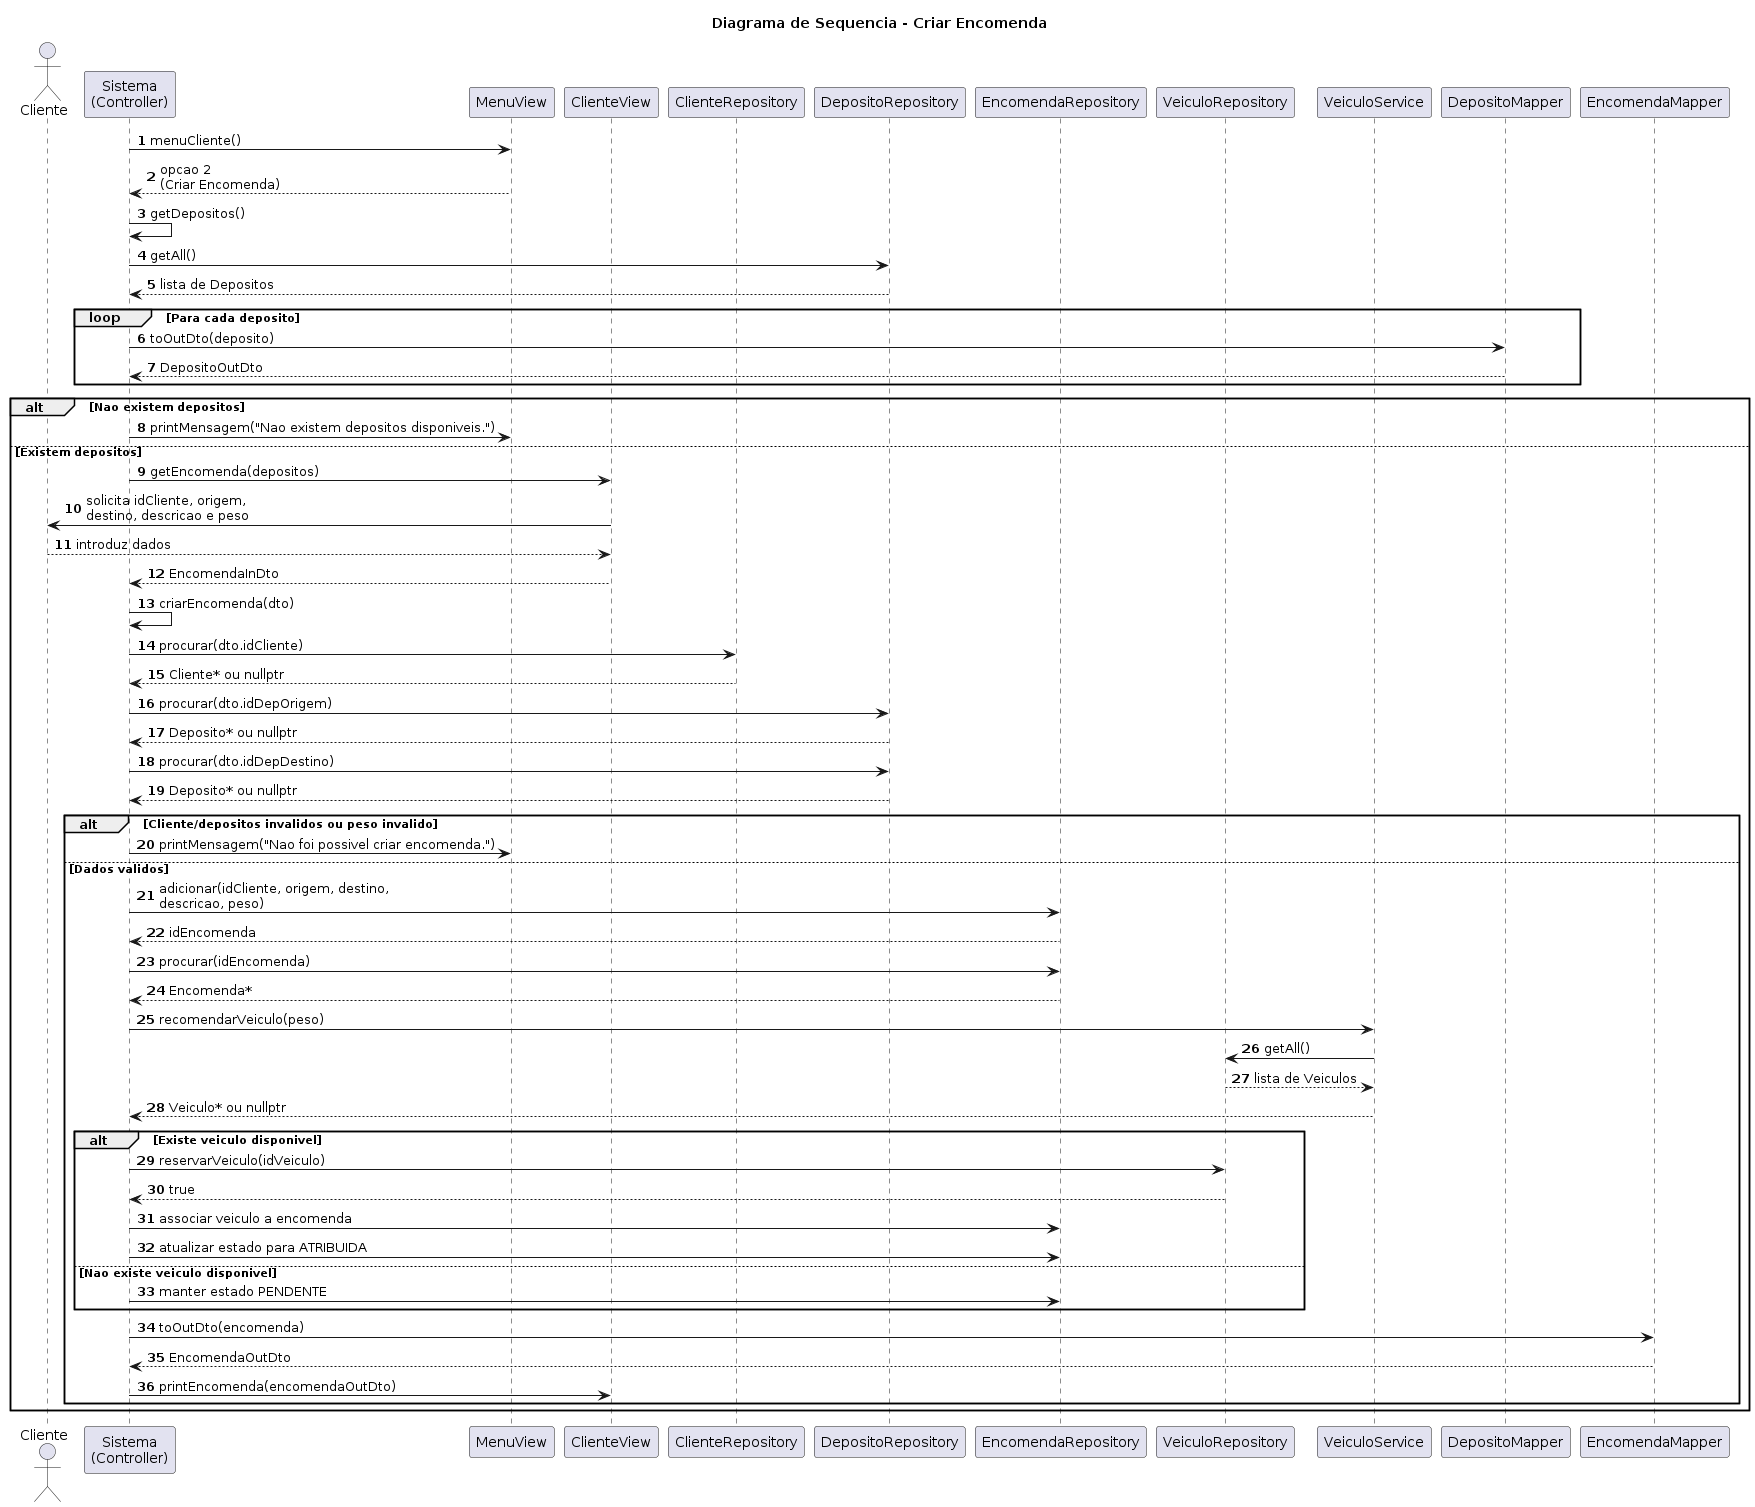 Diagrama de Sequencia - Criar Encomenda
Cliente
Sistema
(Controller)
MenuView
ClienteView
ClienteRepository
DepositoRepository
EncomendaRepository
VeiculoRepository
VeiculoService
DepositoMapper
EncomendaMapper
1 menuCliente()
2 opcao 2
(Criar Encomenda)
3 getDepositos()
4 getAll()
5 lista de Depositos
loop [Para cada deposito]
6 toOutDto(deposito)
7 DepositoOutDto
alt [Nao existem depositos]
8 printMensagem("Nao existem depositos disponiveis.")
[Existem depositos]
9 getEncomenda(depositos)
10 solicita idCliente, origem,
destino, descricao e peso
11 introduz dados
12 EncomendaInDto
13 criarEncomenda(dto)
14 procurar(dto.idCliente)
15 Cliente* ou nullptr
16 procurar(dto.idDepOrigem)
17 Deposito* ou nullptr
18 procurar(dto.idDepDestino)
19 Deposito* ou nullptr
alt [Cliente/depositos invalidos ou peso invalido]
20 printMensagem("Nao foi possivel criar encomenda.")
[Dados validos]
21 adicionar(idCliente, origem, destino,
descricao, peso)
22 idEncomenda
23 procurar(idEncomenda)
24 Encomenda*
25 recomendarVeiculo(peso)
26 getAll()
27 lista de Veiculos
28 Veiculo* ou nullptr
alt [Existe veiculo disponivel]
29 reservarVeiculo(idVeiculo)
30 true
31 associar veiculo a encomenda
32 atualizar estado para ATRIBUIDA
[Nao existe veiculo disponivel]
33 manter estado PENDENTE
34 toOutDto(encomenda)
35 EncomendaOutDto
36 printEncomenda(encomendaOutDto)
Cliente
Sistema
(Controller)
MenuView
ClienteView
ClienteRepository
DepositoRepository
EncomendaRepository
VeiculoRepository
VeiculoService
DepositoMapper
EncomendaMapper